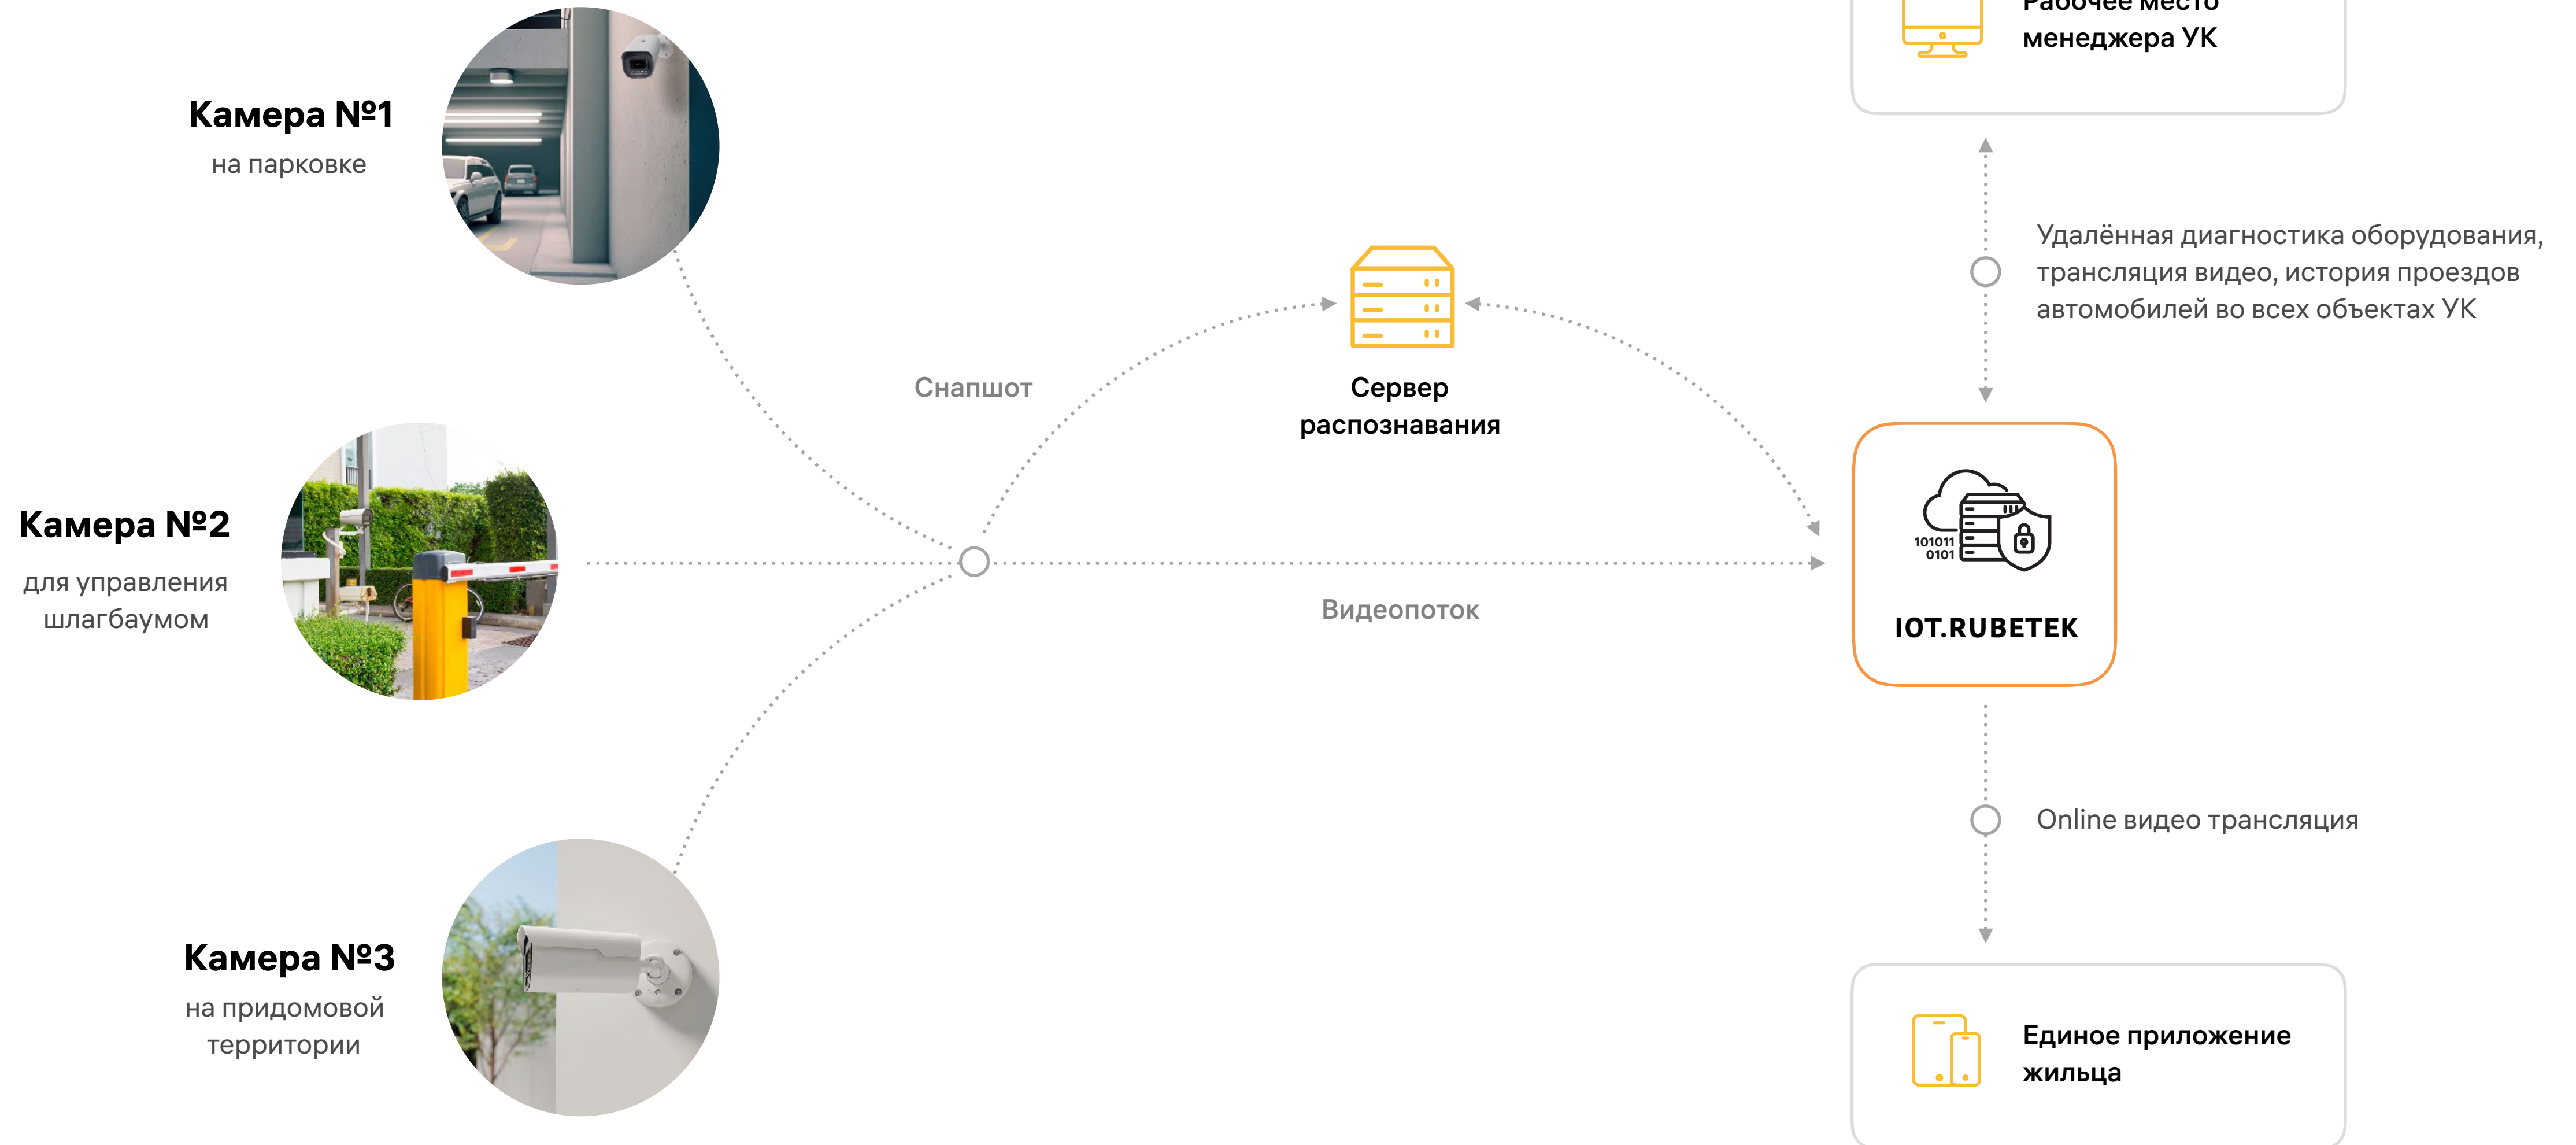 Рабочее место
менеджера УК
Камера №1
на парковке
Удалённая диагностика оборудования,
трансляция видео, история проездов
автомобилей во всех объектах УК
Снапшот
Сервер
распознавания
Камера №2
для управления
шлагбаумом
101011
0101
Видеопоток
IOT.RUBETEK
Online видео трансляция
Камера №3
на придомовой
территории
Единое приложение
жильца